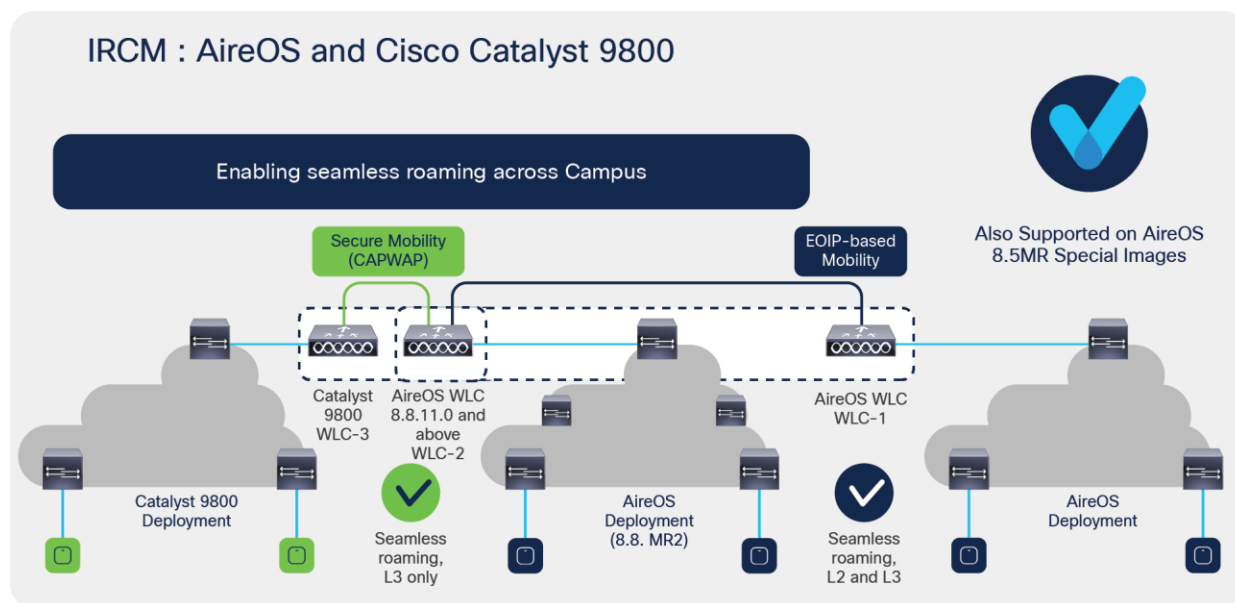 IRCM : AireOS and Cisco Catalyst 9800
Enabling seamless roaming across Campus
Also Supported on AireOS
8.5MR Special Images
Secure Mobility
(CAPWAP)
EOIP-based
Mobility
Catalyst
9800
WLC-3
AireOS WLC
8.8.11.0 and
above
WLC-2
AireOS WLC
WLC-1
Catalyst 9800
Deployment
Seamless
roaming,
L3 only
AireOS
Deployment
(8.8. MR2)
Seamless
roaming,
L2 and L3
AireOS
Deployment